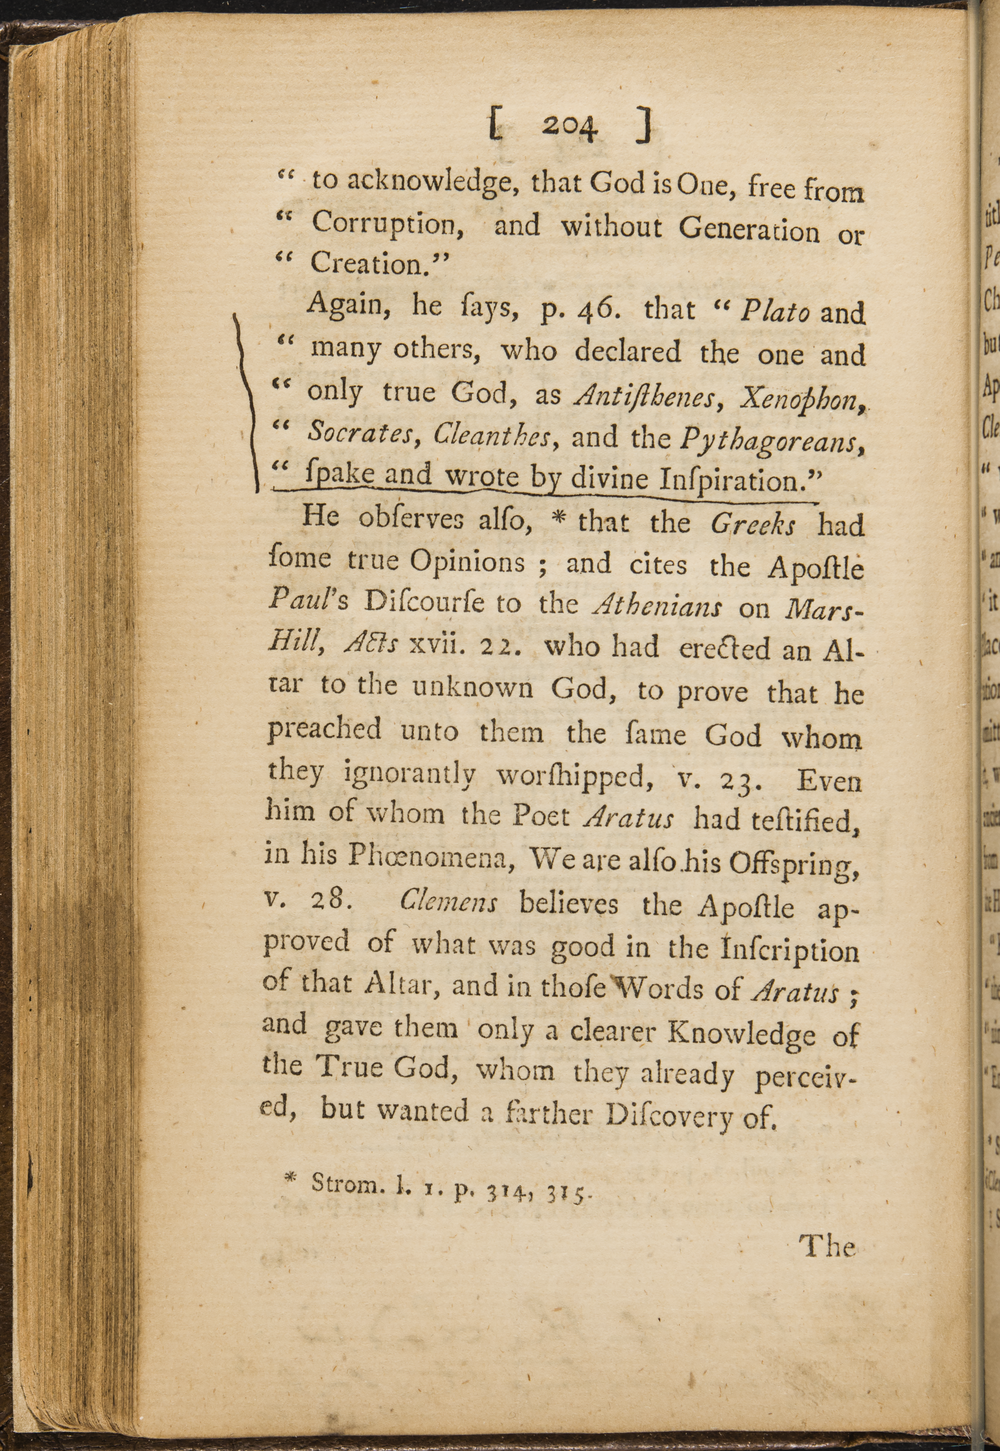 [ 204 ]
“ to acknowledge, that God is One, free from
“ Corruption, and without Generation or
“ Creation.”
Again, he ſays, p. 46. that “ Plato and
“ many others, who declared the one and
“ only true God, as Antiſthenes, Xenophon,
“ Socrates, Cleanthes, and the Pythagoreans,
“ ſpake and wrote by divine Inſpiration.”
He obſerves alſo, * that the Greeks had
ſome true Opinions ; and cites the Apoſtle
Paul's Diſcourſe to the Athenians on Mars-
Hill, Acts xvii. 22. who had erected an Al-
tar to the unknown God, to prove that he
preached unto them the ſame God whom
they ignorantly worſhipped, v. 23. Even
him of whom the Poet Aratus had teſtified,
in his Phœnomena, We are alſo his Offspring,
v. 28. Clemens believes the Apoſtle ap-
proved of what was good in the Inſcription
of that Altar, and in thoſe Words of Aratus ;
and gave them only a clearer Knowledge of
the True God, whom they already perceiv-
ed, but wanted a farther Diſcovery of.
* Strom. l. 1. p. 314, 315.
The